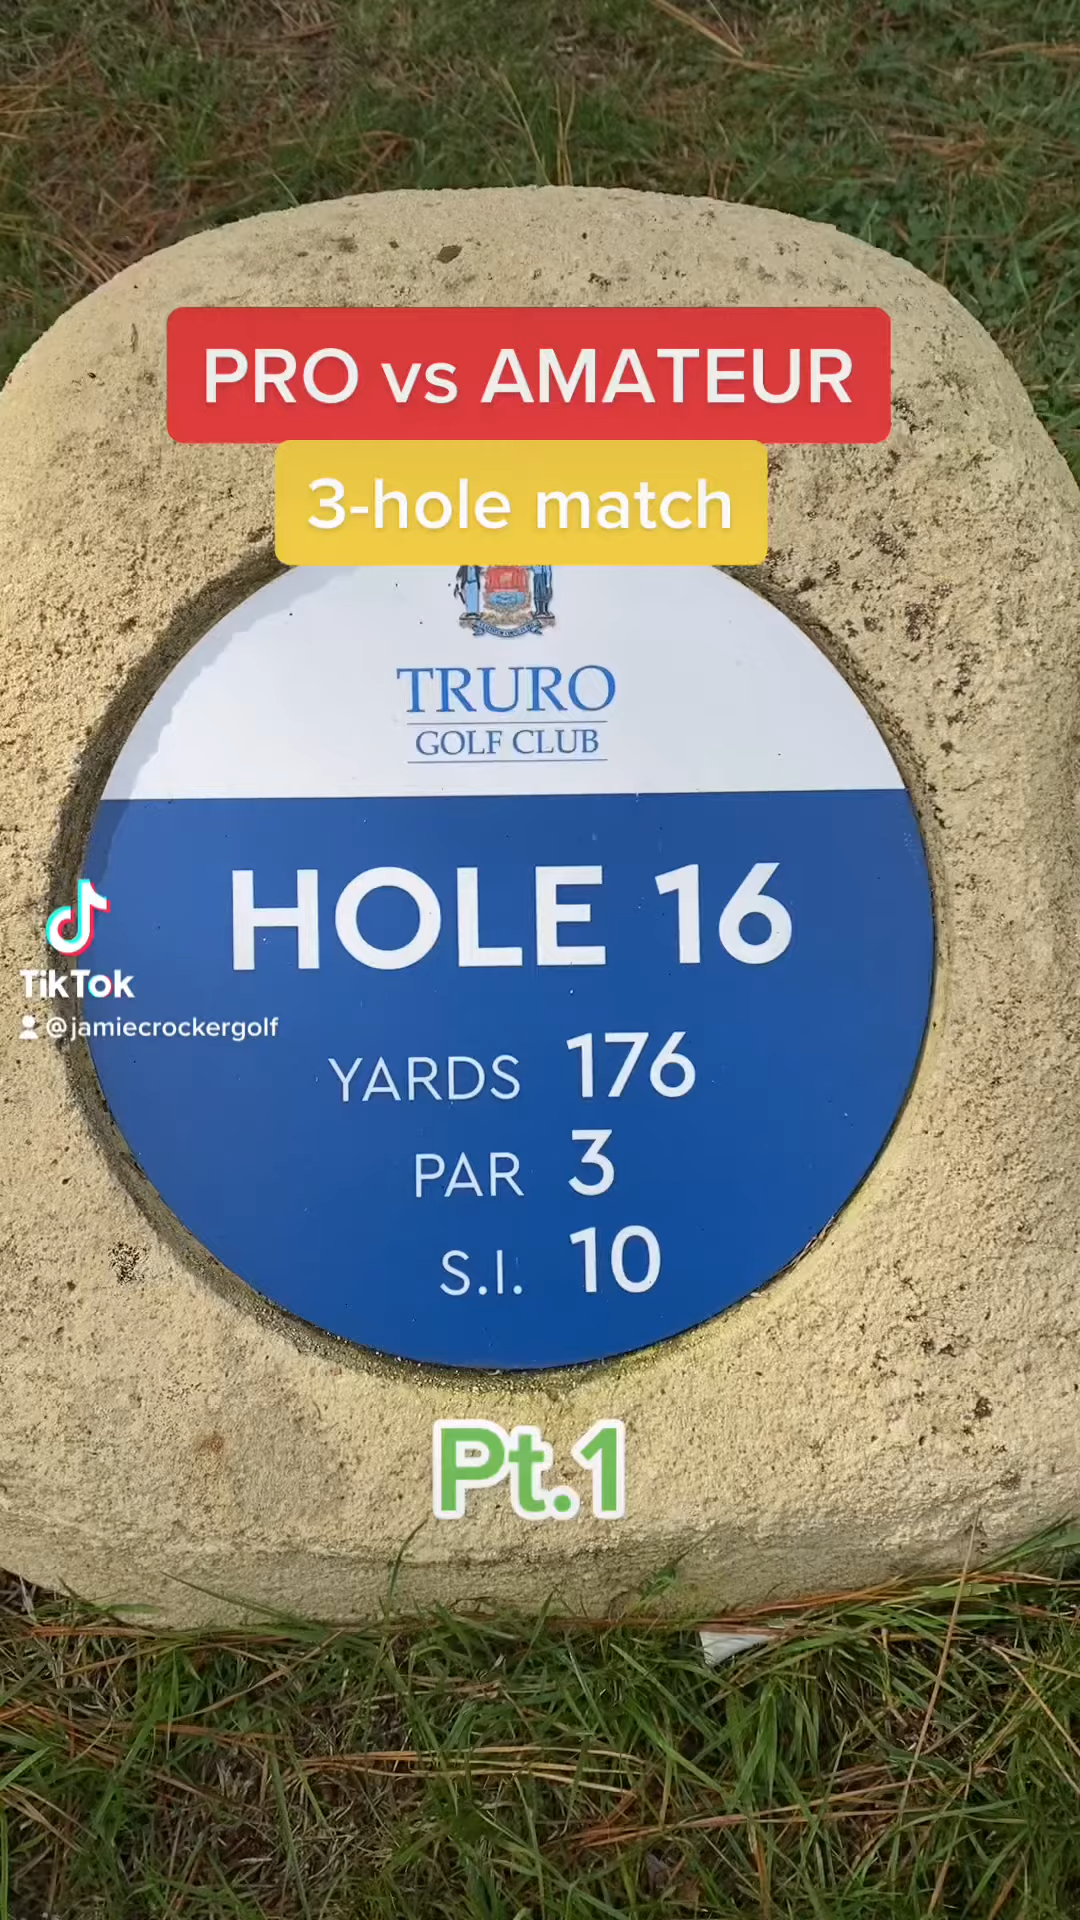 PRO vs AMATEUR
3-hole match
TRURO
GOLF CLUB
HOLE 16
TikTok
@jamiecrockergolf
YARDS 176
PAR 3
S.I. 10
Pt.1